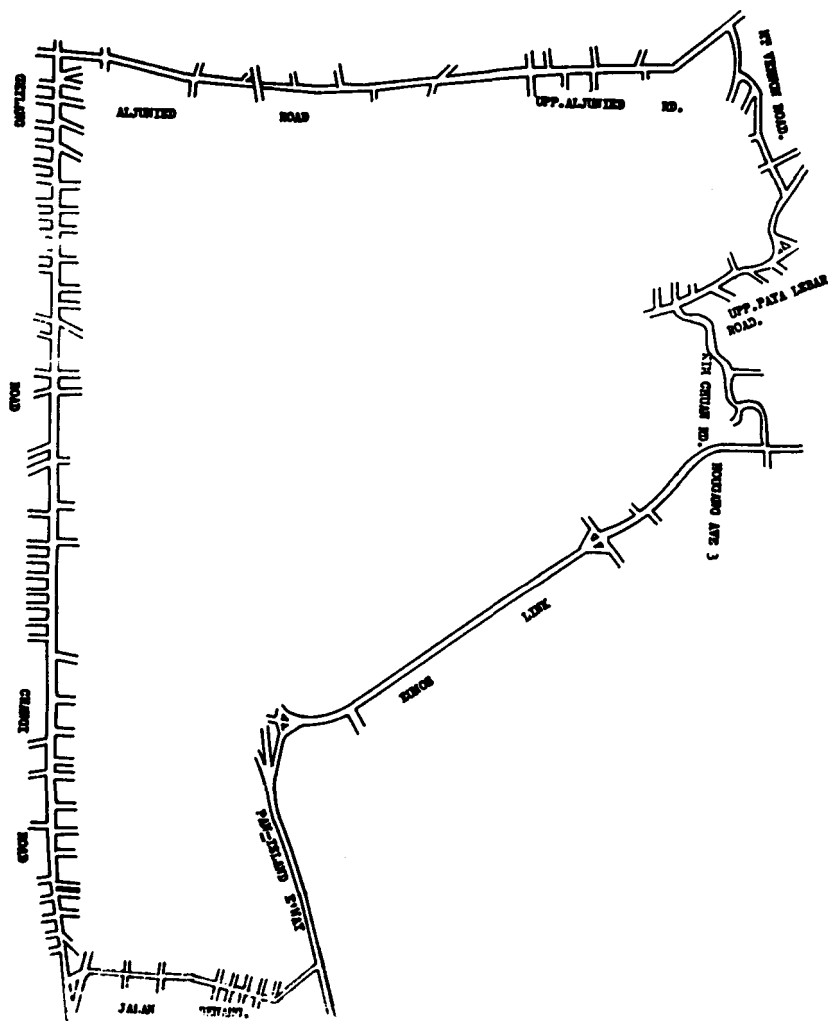 GEYLANG
ROAD
CHANGI
ROAD
ALJUNIED
ROAD
UPP.ALJUNIED
RD.
MT VERNON ROAD.
UPP.PAYA LEBAR
ROAD.
KIM CHUAN RD.
HOUGANG AVE 3
LINK
EUNOS
PAN-ISLAND X-WAY
JALAN